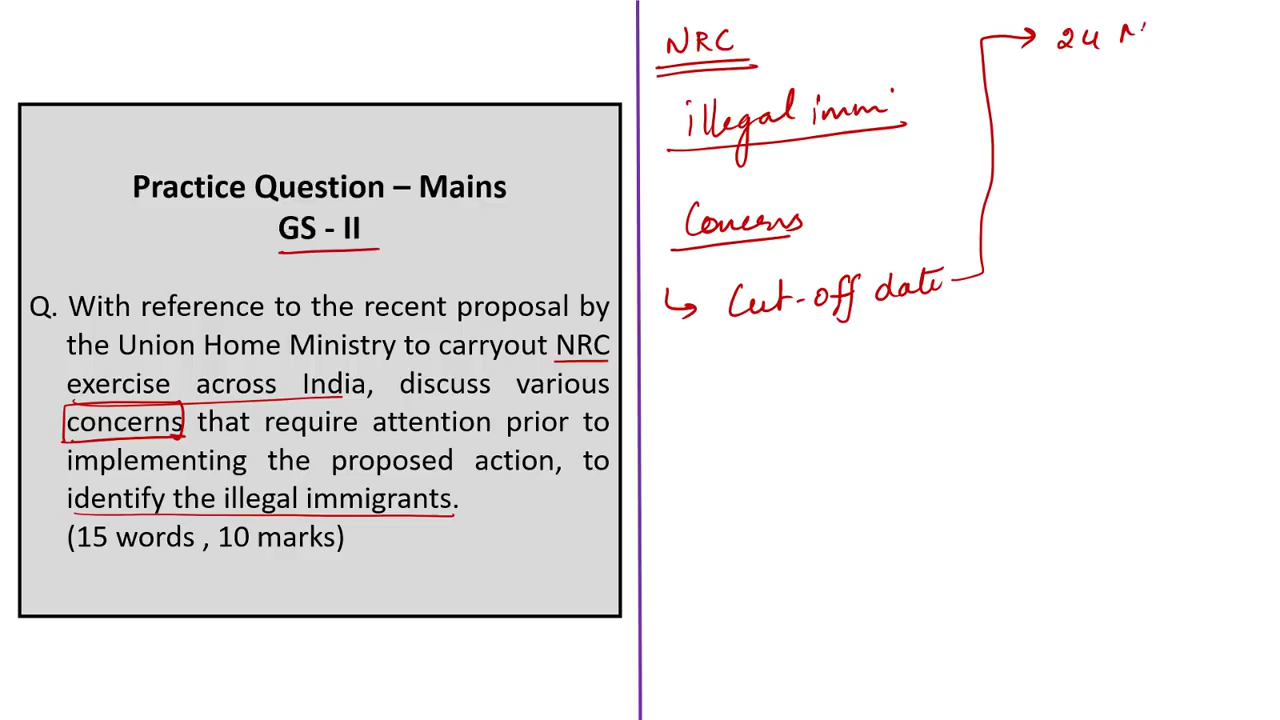 Practice Question – Mains
GS - II
Q. With reference to the recent proposal by
the Union Home Ministry to carryout NRC
exercise across India, discuss various
concerns that require attention prior to
implementing the proposed action, to
identify the illegal immigrants.
(15 words , 10 marks)
NRC
illegal imm
Concerns
Cut-off date
24